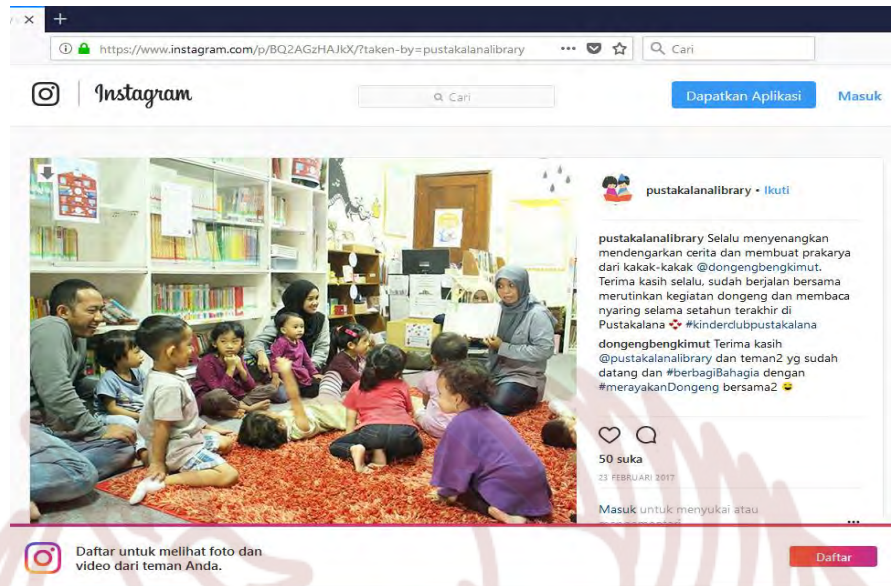 https://www.instagram.com/p/BQ2AGzHAJkX/?taken-by=pustakalanalibrary
Cari
Instagram
Cari
Dapatkan Aplikasi
Masuk
pustakalanalibrary • Ikuti
pustakalanalibrary Selalu menyenangkan
mendengarkan cerita dan membuat prakarya
dari kakak-kakak @dongengbengkimut.
Terima kasih selalu, sudah berjalan bersama
merutinkan kegiatan dongeng dan membaca
nyaring selama setahun terakhir di
Pustakalana #kinderclubpustakalana
dongengbengkimut Terima kasih
@pustakalanalibrary dan teman2 yg sudah
datang dan #berbagiBahagia dengan
#merayakanDongeng bersama2
50 suka
23 FEBRUARI 2017
Masuk untuk menyukai atau
Daftar untuk melihat foto dan
video dari teman Anda.
Daftar